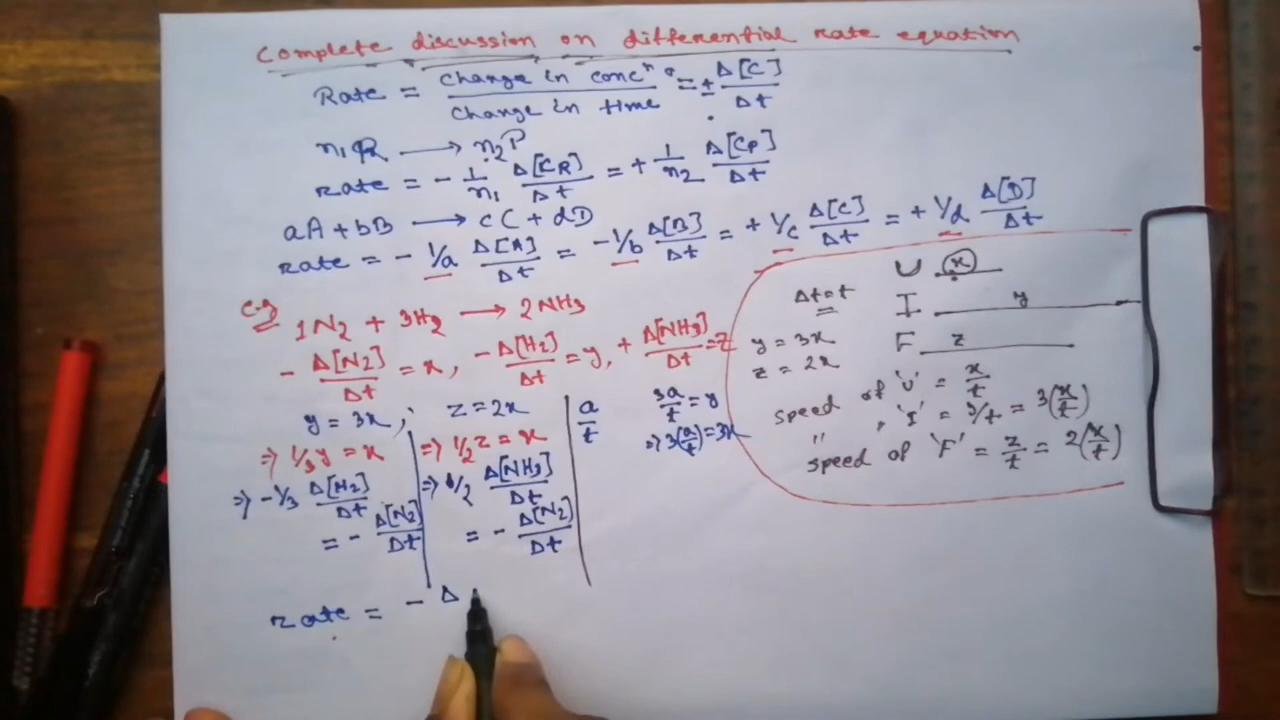 Complete discussion on differential rate equation
Rate = change in concⁿ / change in time = ± Δ[C] / Δt
n₁R ⟶ n₂P
rate = - 1/n₁ Δ[CR] / Δt = + 1/n₂ Δ[CP] / Δt
aA + bB ⟶ cC + dD
rate = - 1/a Δ[A] / Δt = - 1/b Δ[B] / Δt = + 1/c Δ[C] / Δt = + 1/d Δ[D] / Δt
e.g
1N₂ + 3H₂ ⟶ 2NH₃
- Δ[N₂] / Δt = x, - Δ[H₂] / Δt = y, + Δ[NH₃] / Δt = z
y = 3x ; z = 2x
⇒ 1/3 y = x
⇒ - 1/3 Δ[H₂] / Δt
= - Δ[N₂] / Δt
⇒ 1/2 z = x
⇒ 1/2 Δ[NH₃] / Δt
= - Δ[N₂] / Δt
a / t
3a / t = y
⇒ 3(a/t) = 3x
rate = - Δ
U x
Δt = t I y
F z
y = 3x
z = 2x
speed of 'U' = x / t
" " 'I' = y/t = 3(x/t)
speed of 'F' = z / t = 2(x/t)